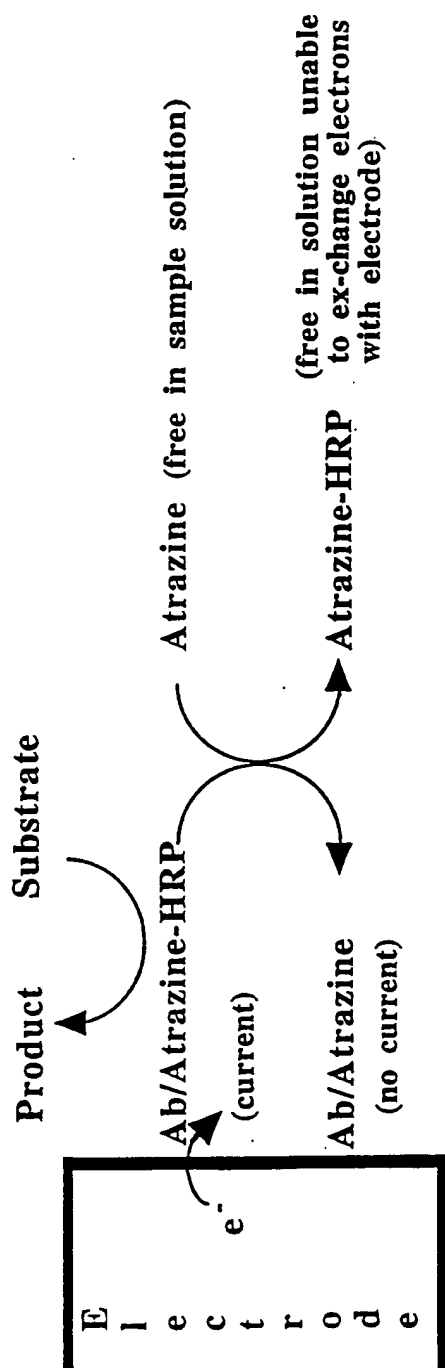 Product Substrate
Ab/Atrazine-HRP
(current)
Atrazine (free in sample solution)
Ab/Atrazine
(no current)
Atrazine-HRP
(free in solution unable
to ex-change electrons
with electrode)
e-
Electrode